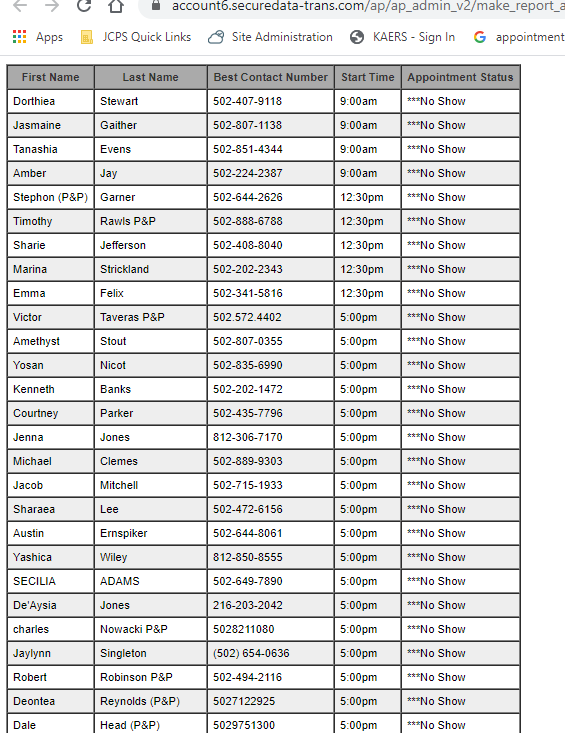 account6.securedata-trans.com/ap/ap_admin_v2/make_report_a
Apps JCPS Quick Links Site Administration KAERS - Sign In appointment
First Name Last Name Best Contact Number Start Time Appointment Status
Dorthiea Stewart 502-407-9118 9:00am ***No Show
Jasmaine Gaither 502-807-1138 9:00am ***No Show
Tanashia Evens 502-851-4344 9:00am ***No Show
Amber Jay 502-224-2387 9:00am ***No Show
Stephon (P&P) Garner 502-644-2626 12:30pm ***No Show
Timothy Rawls P&P 502-888-6788 12:30pm ***No Show
Sharie Jefferson 502-408-8040 12:30pm ***No Show
Marina Strickland 502-202-2343 12:30pm ***No Show
Emma Felix 502-341-5816 12:30pm ***No Show
Victor Taveras P&P 502.572.4402 5:00pm ***No Show
Amethyst Stout 502-807-0355 5:00pm ***No Show
Yosan Nicot 502-835-6990 5:00pm ***No Show
Kenneth Banks 502-202-1472 5:00pm ***No Show
Courtney Parker 502-435-7796 5:00pm ***No Show
Jenna Jones 812-306-7170 5:00pm ***No Show
Michael Clemes 502-889-9303 5:00pm ***No Show
Jacob Mitchell 502-715-1933 5:00pm ***No Show
Sharaea Lee 502-472-6156 5:00pm ***No Show
Austin Ernspiker 502-644-8061 5:00pm ***No Show
Yashica Wiley 812-850-8555 5:00pm ***No Show
SECILIA ADAMS 502-649-7890 5:00pm ***No Show
De'Aysia Jones 216-203-2042 5:00pm ***No Show
charles Nowacki P&P 5028211080 5:00pm ***No Show
Jaylynn Singleton (502) 654-0636 5:00pm ***No Show
Robert Robinson P&P 502-494-2116 5:00pm ***No Show
Deontea Reynolds (P&P) 5027122925 5:00pm ***No Show
Dale Head (P&P) 5029751300 5:00pm ***No Show